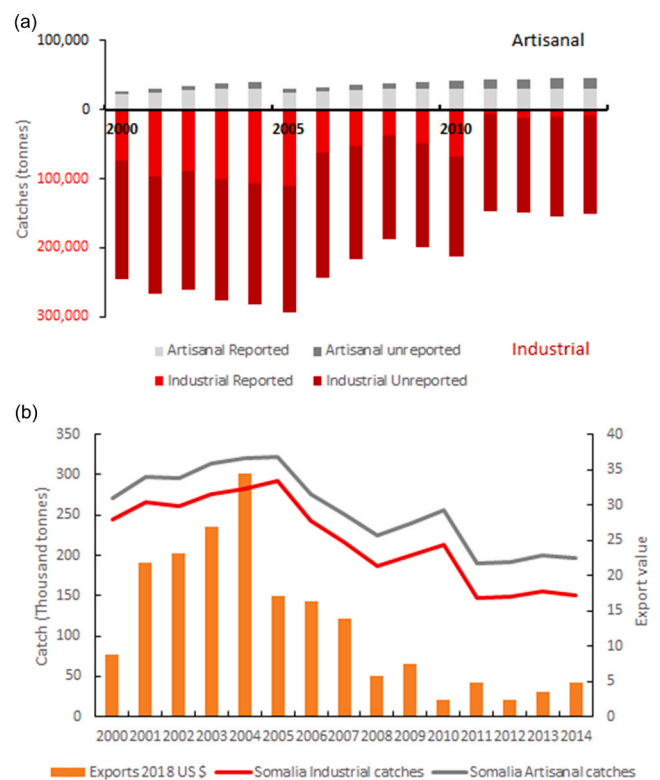 (a)
100,000
Artisanal
0
2000 2005 2010
Catches (tonnes)
100,000
200,000
300,000
Artisanal Reported Artisanal unreported
Industrial
Industrial Reported Industrial Unreported
(b)
350 40
300 35
250 30
200 25
150 20
100 15
50 10
0 5
0
Catch (Thousand tonnes)
Export value
2000 2001 2002 2003 2004 2005 2006 2007 2008 2009 2010 2011 2012 2013 2014
Exports 2018 US $ Somalia Industrial catches Somalia Artisanal catches